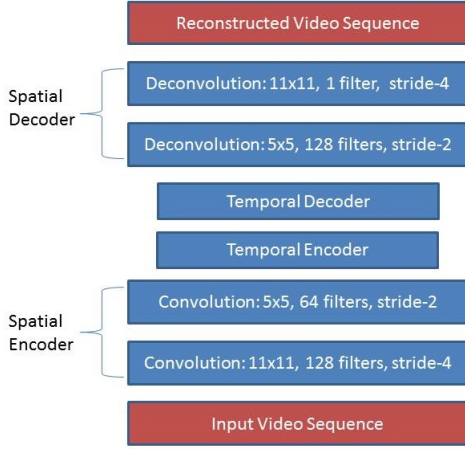 Reconstructed Video Sequence
Spatial
Decoder
Deconvolution: 11x11, 1 filter, stride-4
Deconvolution: 5x5, 128 filters, stride-2
Temporal Decoder
Temporal Encoder
Spatial
Encoder
Convolution: 5x5, 64 filters, stride-2
Convolution: 11x11, 128 filters, stride-4
Input Video Sequence